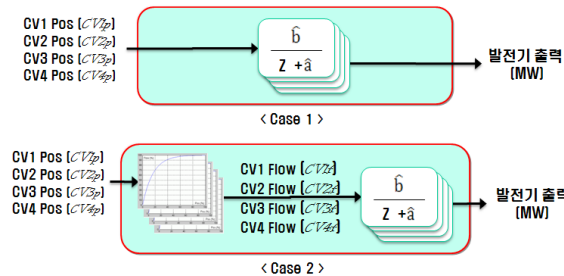 CV1 Pos (CV1p)
CV2 Pos (CV2p)
CV3 Pos (CV3p)
CV4 Pos (CV4p)
b̂
z + â
발전기 출력
(MW)
< Case 1 >
CV1 Pos (CV1p)
CV2 Pos (CV2p)
CV3 Pos (CV3p)
CV4 Pos (CV4p)
CV1 Flow (CV1f)
CV2 Flow (CV2f)
CV3 Flow (CV3f)
CV4 Flow (CV4f)
b̂
z + â
발전기 출력
(MW)
< Case 2 >